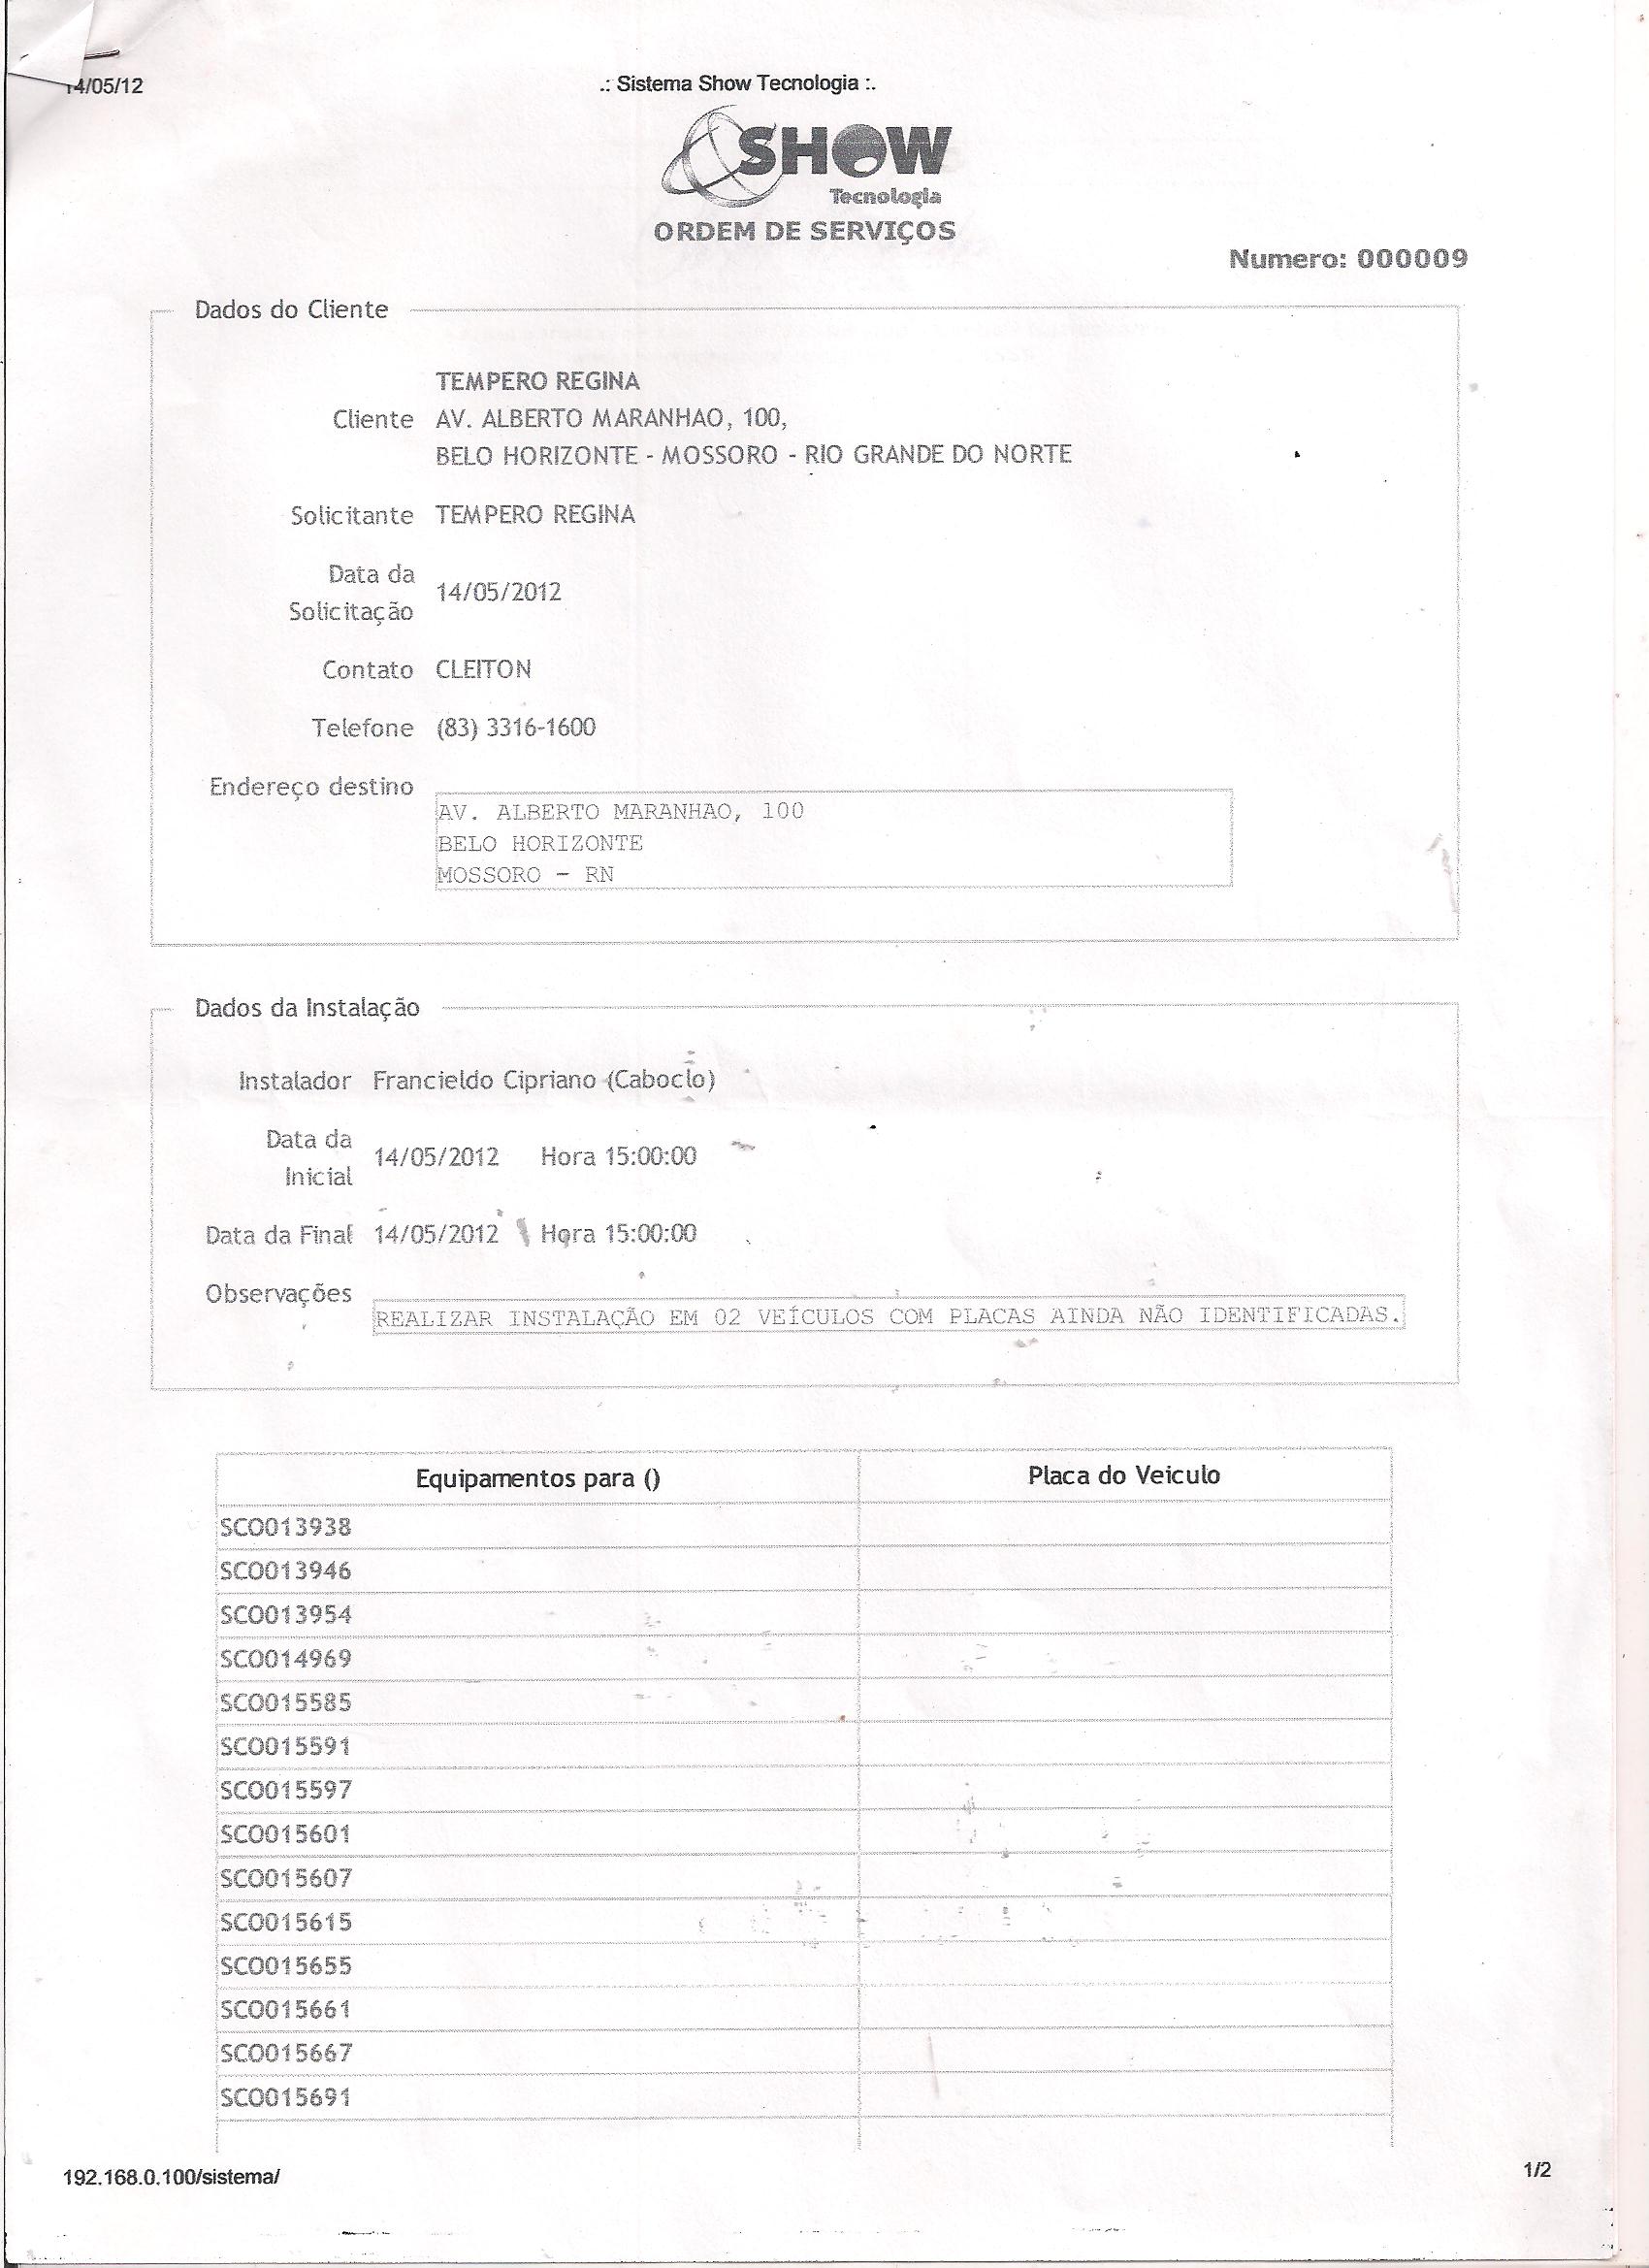 14/05/12
.: Sistema Show Tecnologia :.
SHOW
Tecnologia
ORDEM DE SERVIÇOS
Numero: 000009
Dados do Cliente
TEMPERO REGINA
Cliente AV. ALBERTO MARANHAO, 100,
BELO HORIZONTE - MOSSORO - RIO GRANDE DO NORTE
Solicitante TEMPERO REGINA
Data da
Solicitação 14/05/2012
Contato CLEITON
Telefone (83) 3316-1600
Endereço destino
AV. ALBERTO MARANHAO, 100
BELO HORIZONTE
MOSSORO - RN
Dados da Instalação
Instalador Francieldo Cipriano (Caboclo)
Data da
Inicial 14/05/2012 Hora 15:00:00
Data da Final 14/05/2012 Hora 15:00:00
Observações
REALIZAR INSTALAÇÃO EM 02 VEÍCULOS COM PLACAS AINDA NÃO IDENTIFICADAS.
Equipamentos para () Placa do Veiculo
SCO013938
SCO013946
SCO013954
SCO014969
SCO015585
SCO015591
SCO015597
SCO015601
SCO015607
SCO015615
SCO015655
SCO015661
SCO015667
SCO015691
192.168.0.100/sistema/ 1/2